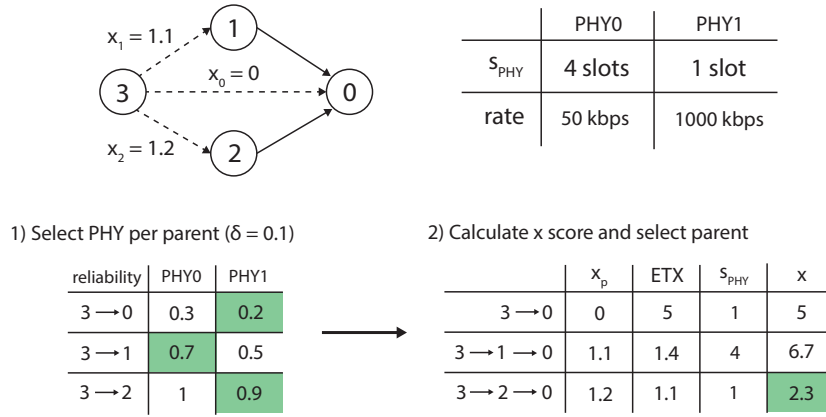 x₁ = 1.1
1
x₀ = 0
3
0
x₂ = 1.2
2
PHY0 PHY1
S_PHY 4 slots 1 slot
rate 50 kbps 1000 kbps
1) Select PHY per parent (δ = 0.1)
reliability PHY0 PHY1
3→0 0.3 0.2
3→1 0.7 0.5
3→2 1 0.9
2) Calculate x score and select parent
x_p ETX S_PHY x
3→0 0 5 1 5
3→1→0 1.1 1.4 4 6.7
3→2→0 1.2 1.1 1 2.3